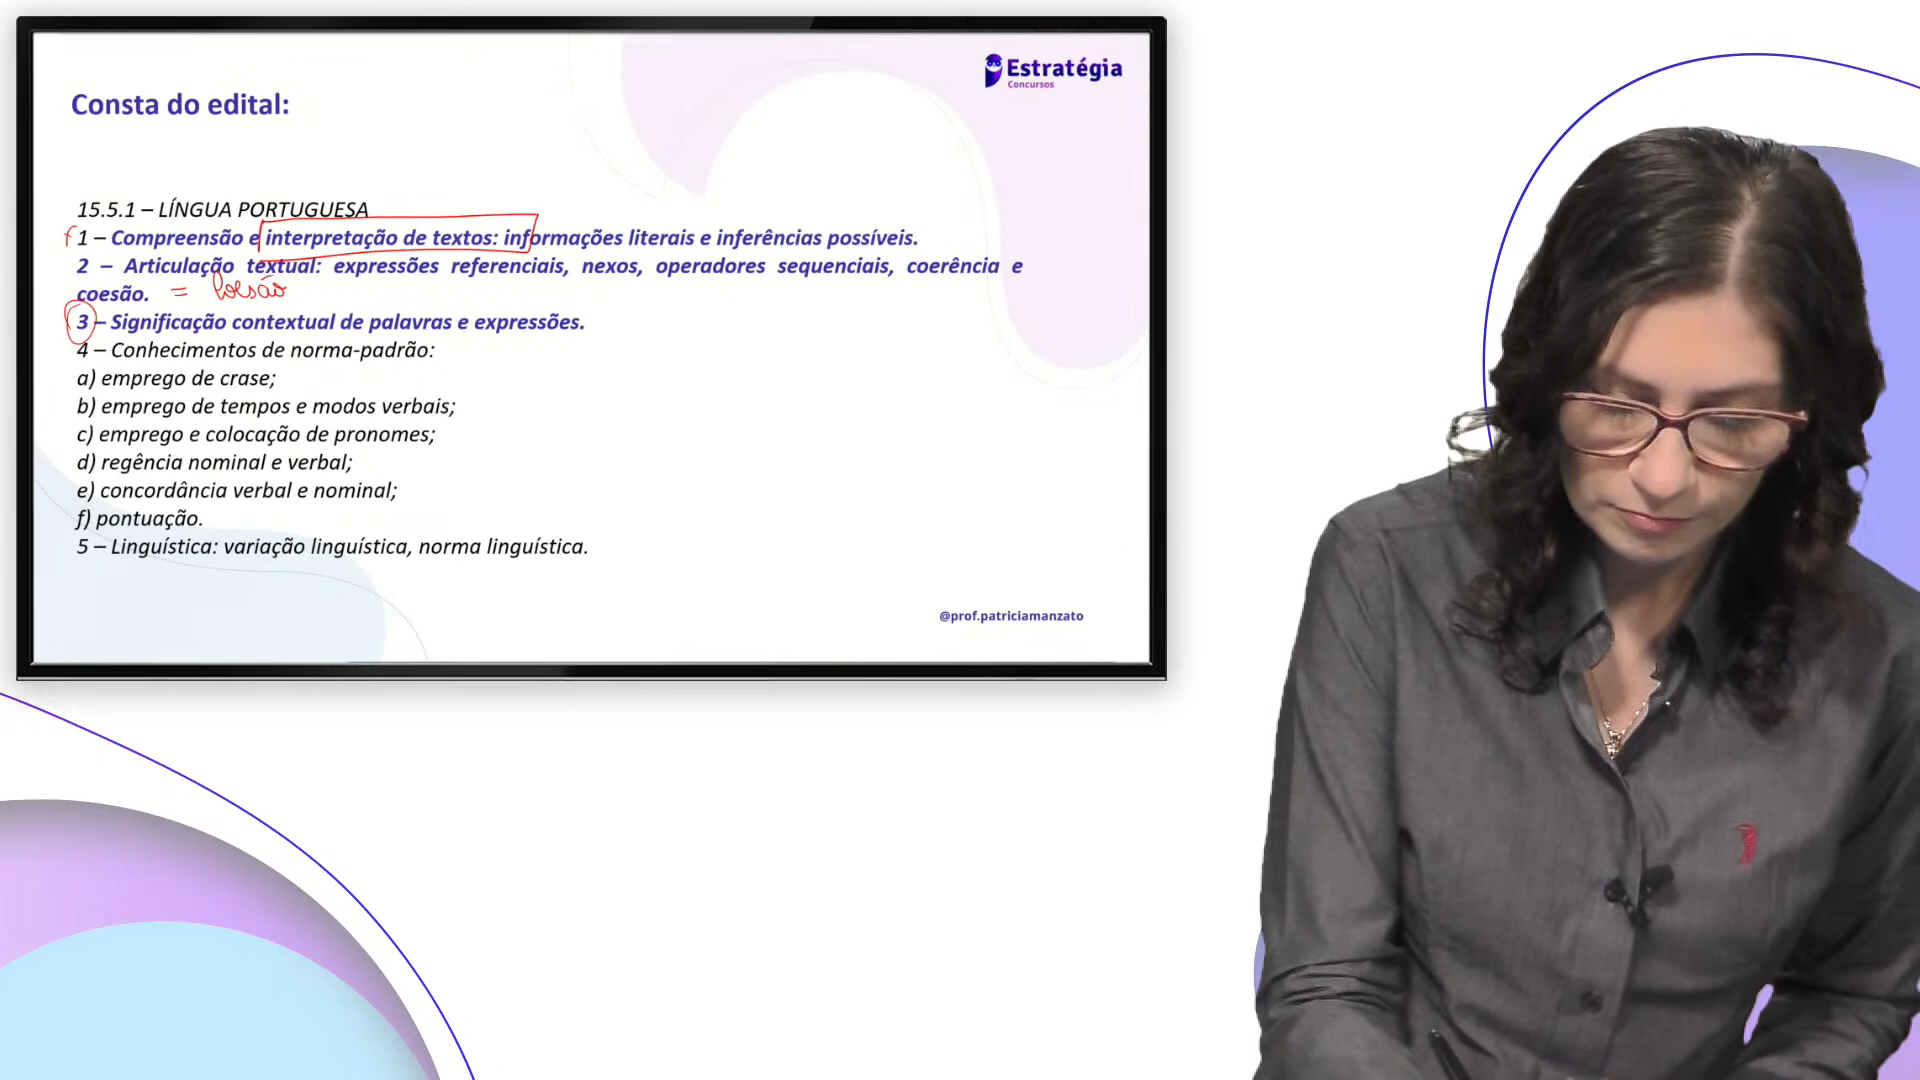 Estratégia
Concursos
Consta do edital:
15.5.1 – LÍNGUA PORTUGUESA
1 – Compreensão e interpretação de textos: informações literais e inferências possíveis.
2 – Articulação textual: expressões referenciais, nexos, operadores sequenciais, coerência e
coesão. = Coesão
3 – Significação contextual de palavras e expressões.
4 – Conhecimentos de norma-padrão:
a) emprego de crase;
b) emprego de tempos e modos verbais;
c) emprego e colocação de pronomes;
d) regência nominal e verbal;
e) concordância verbal e nominal;
f) pontuação.
5 – Linguística: variação linguística, norma linguística.
@prof.patriciamanzato